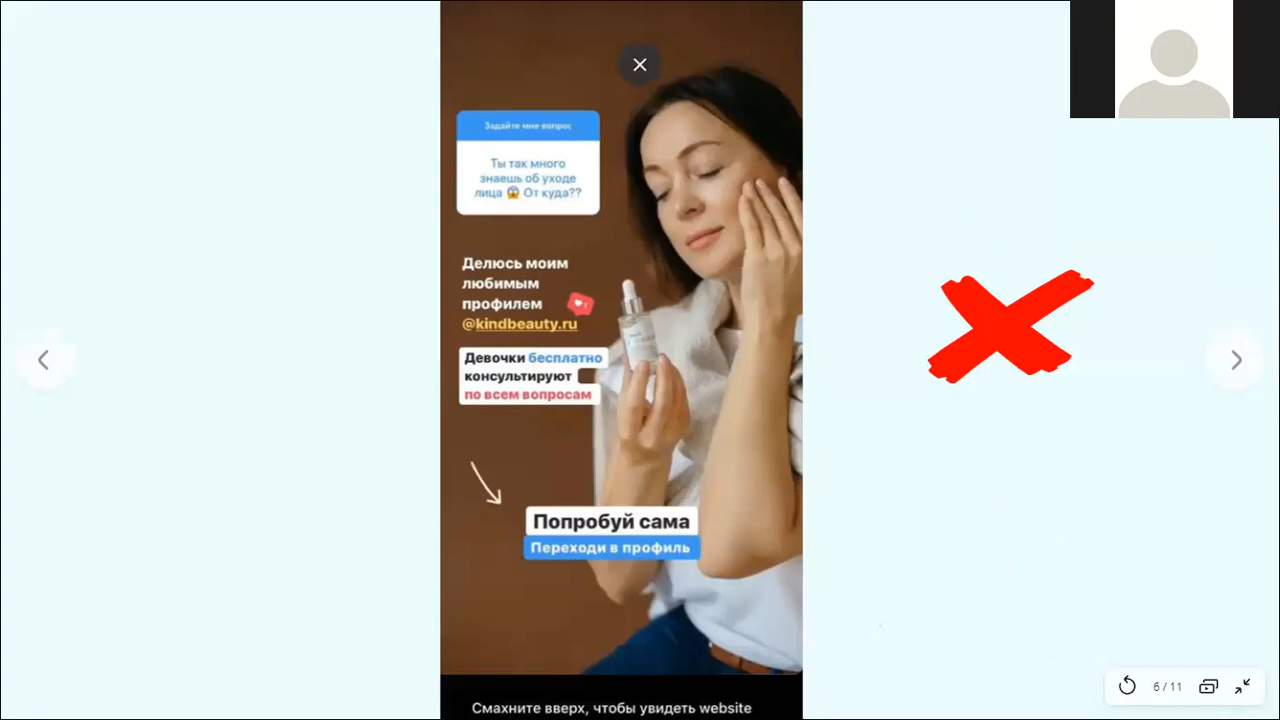 Задайте мне вопрос
Ты так много
знаешь об уходе
лица 😱 От куда??
Делюсь моим
любимым
профилем
@kindbeauty.ru
Девочки бесплатно
консультируют
по всем вопросам
Попробуй сама
Переходи в профиль
Смахните вверх, чтобы увидеть website
6 / 11